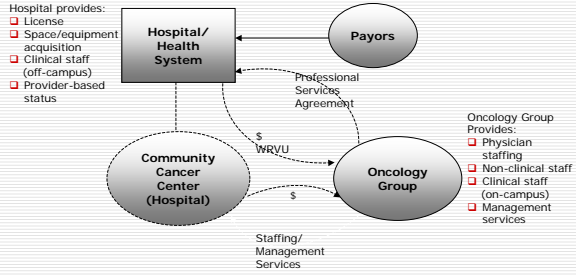 Hospital provides:
License
Space/equipment
acquisition
Clinical staff
(off-campus)
Provider-based
status
Hospital/
Health
System
Payors
Professional
Services
Agreement
Oncology Group
Provides:
Physician
staffing
Non-clinical staff
Clinical staff
(on-campus)
Management
services
$
WRVU
Community
Cancer
Center
(Hospital)
Oncology
Group
$
Staffing/
Management
Services